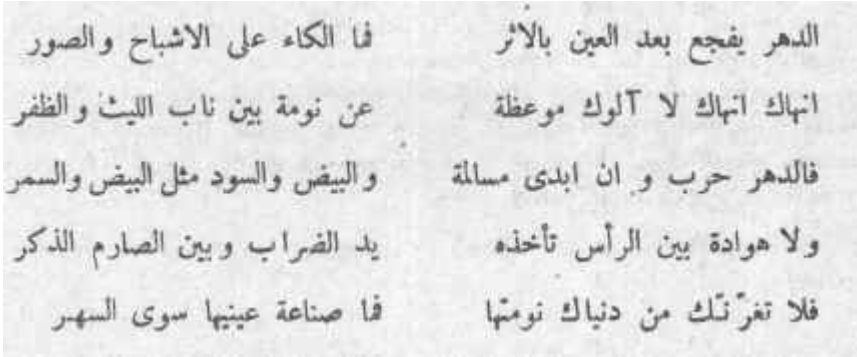 الدهر يفجع بعد العين بالاثر فما الكاء على الاشباح والصور
انهاك انهاك لا آلوك موعظة عن نومة بين ناب الليث والظفر
فالدهر حرب و ان ابدى مسالمة والبيض والسود مثل البيض والسمر
ولا هوادة بين الرأس تأخذه يد الضراب وبين الصارم الذكر
فلا تغرّنّك من دنياك نومتها فما صناعة عينيها سوى السهر